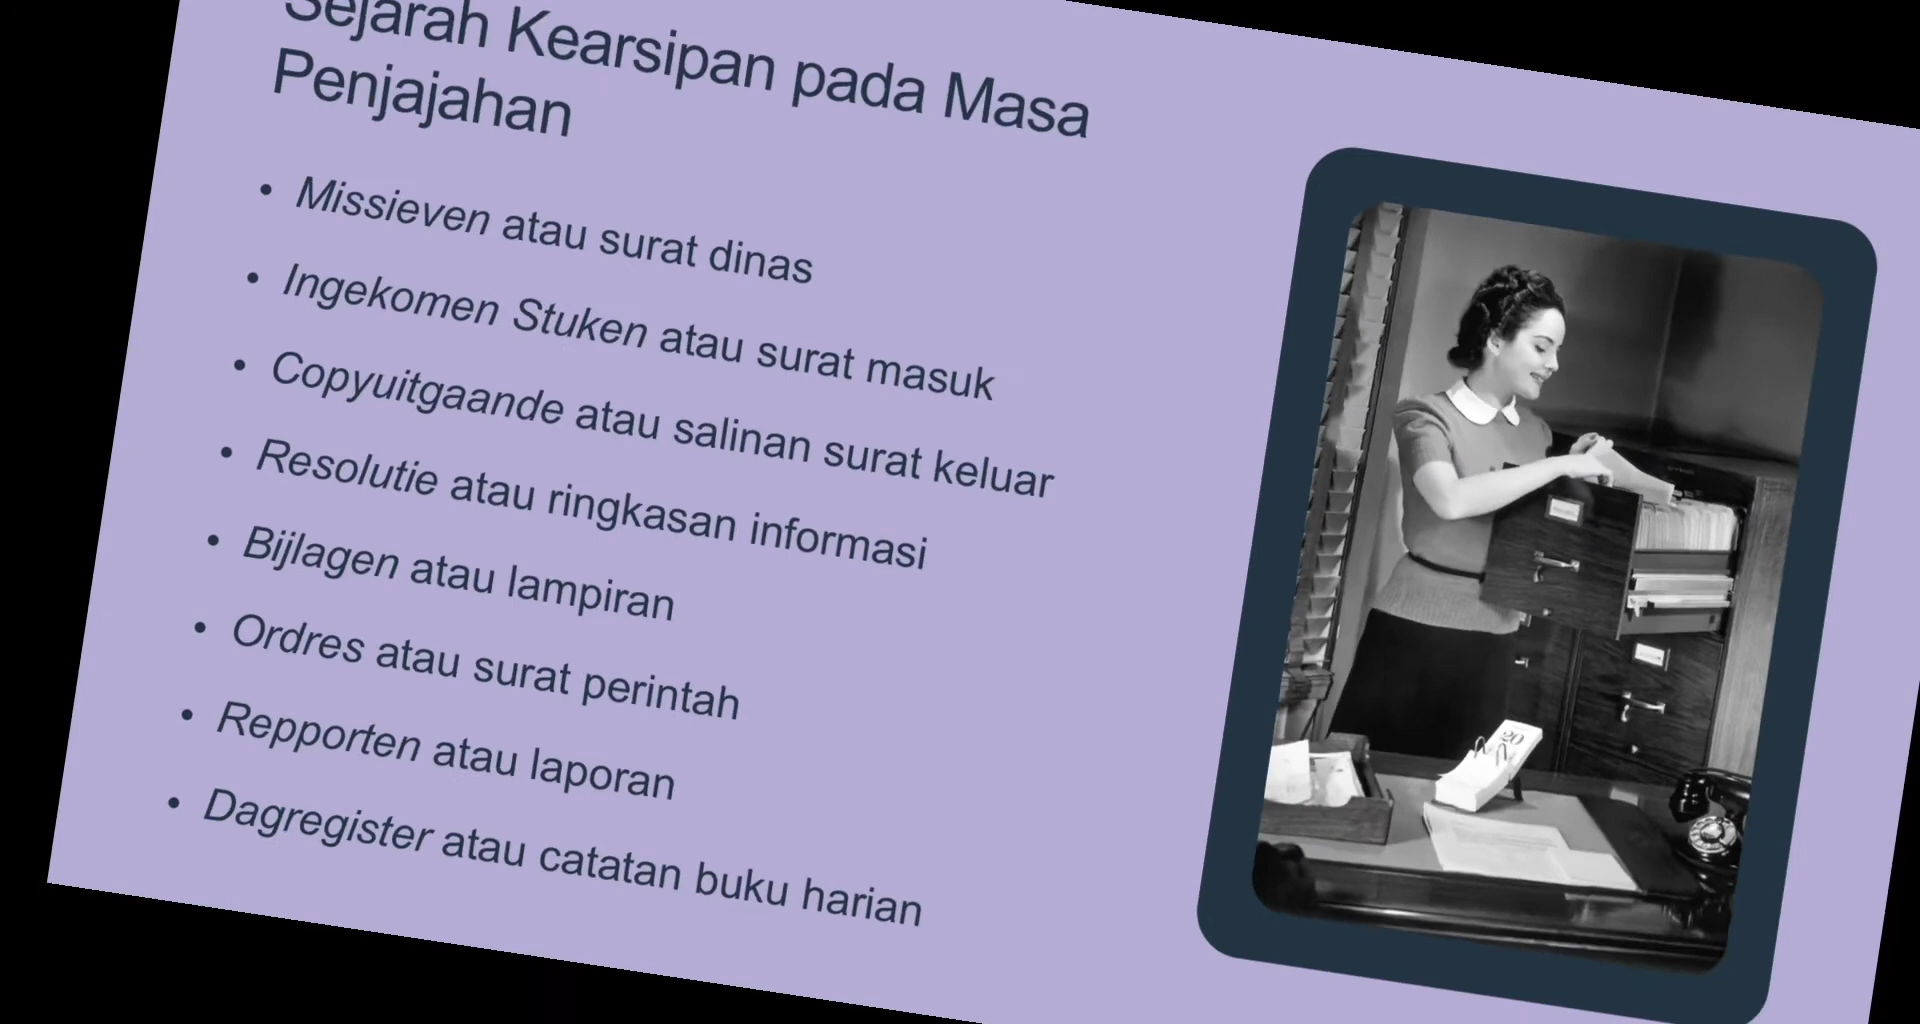 Sejarah Kearsipan pada Masa
Penjajahan
• Missieven atau surat dinas
• Ingekomen Stuken atau surat masuk
• Copyuitgaande atau salinan surat keluar
• Resolutie atau ringkasan informasi
• Bijlagen atau lampiran
• Ordres atau surat perintah
• Repporten atau laporan
• Dagregister atau catatan buku harian
20